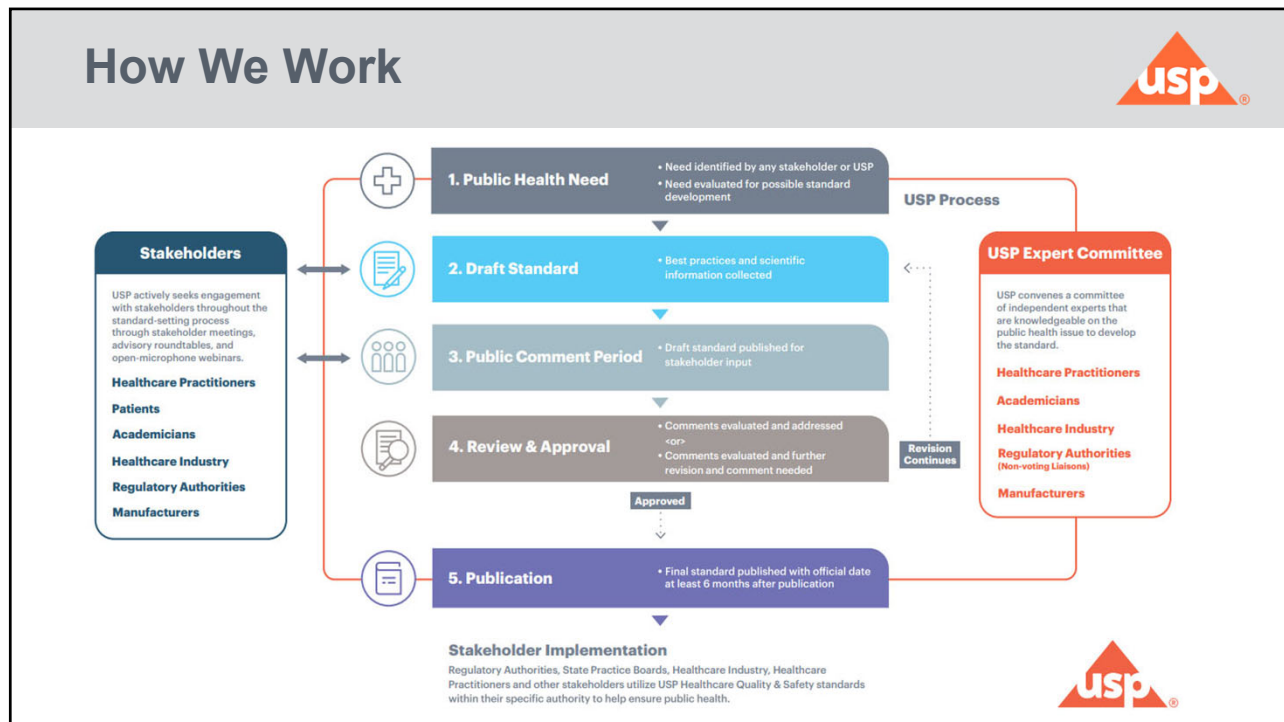 How We Work
usp®
1. Public Health Need
• Need identified by any stakeholder or USP
• Need evaluated for possible standard
development
USP Process
Stakeholders
USP actively seeks engagement
with stakeholders throughout the
standard-setting process
through stakeholder meetings,
advisory roundtables, and
open-microphone webinars.
Healthcare Practitioners
Patients
Academicians
Healthcare Industry
Regulatory Authorities
Manufacturers
2. Draft Standard
• Best practices and scientific
information collected
3. Public Comment Period
• Draft standard published for
stakeholder input
4. Review & Approval
• Comments evaluated and addressed
<or>
• Comments evaluated and further
revision and comment needed
Revision
Continues
Approved
5. Publication
• Final standard published with official date
at least 6 months after publication
USP Expert Committee
USP convenes a committee
of independent experts that
are knowledgeable on the
public health issue to develop
the standard.
Healthcare Practitioners
Academicians
Healthcare Industry
Regulatory Authorities
(Non-voting Liaisons)
Manufacturers
Stakeholder Implementation
Regulatory Authorities, State Practice Boards, Healthcare Industry, Healthcare
Practitioners and other stakeholders utilize USP Healthcare Quality & Safety standards
within their specific authority to help ensure public health.
usp®